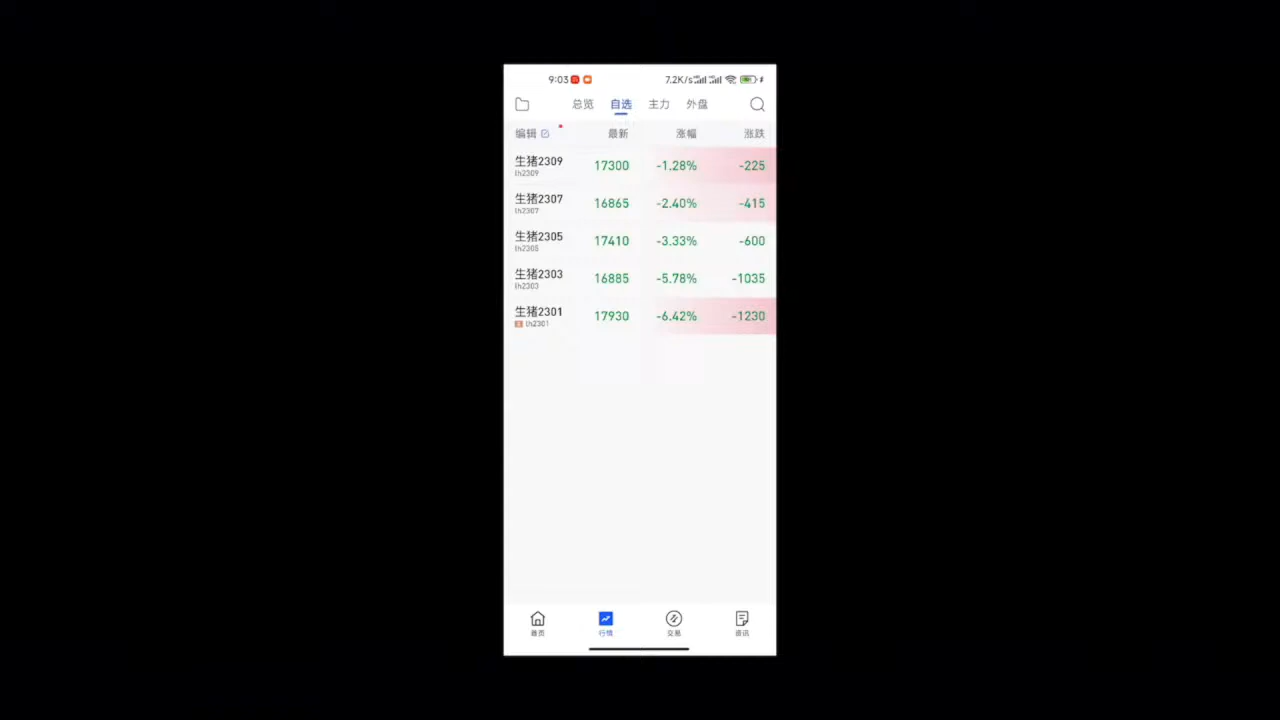 9:03 7.2K/s
总览 自选 主力 外盘
编辑 最新 涨幅 涨跌
生猪2309 17300 -1.28% -225
lh2309
生猪2307 16865 -2.40% -415
lh2307
生猪2305 17410 -3.33% -600
lh2305
生猪2303 16885 -5.78% -1035
lh2303
生猪2301 17930 -6.42% -1230
lh2301
首页 行情 交易 资讯